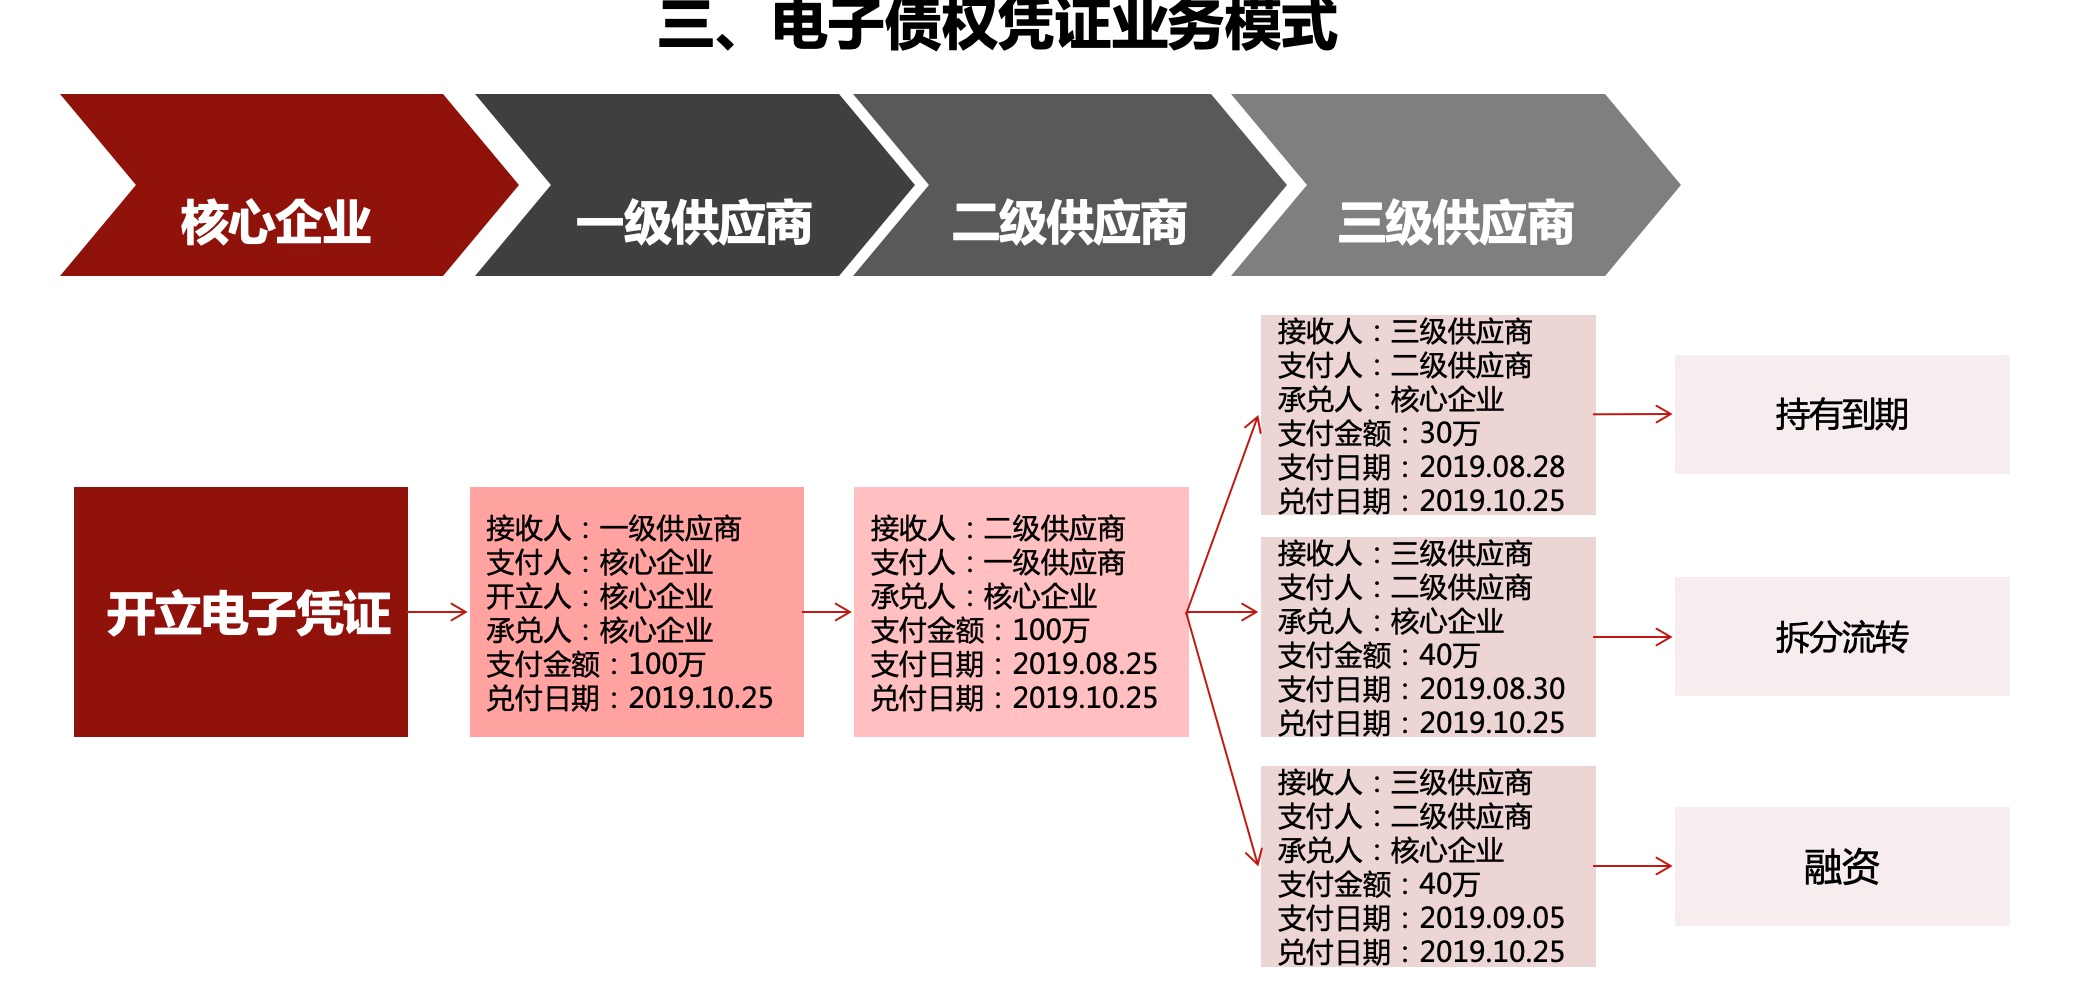 三、电子债权凭证业务模式
核心企业
一级供应商
二级供应商
三级供应商
开立电子凭证
接收人：一级供应商
支付人：核心企业
开立人：核心企业
承兑人：核心企业
支付金额：100万
兑付日期：2019.10.25
接收人：二级供应商
支付人：一级供应商
承兑人：核心企业
支付金额：100万
支付日期：2019.08.25
兑付日期：2019.10.25
接收人：三级供应商
支付人：二级供应商
承兑人：核心企业
支付金额：30万
支付日期：2019.08.28
兑付日期：2019.10.25
持有到期
接收人：三级供应商
支付人：二级供应商
承兑人：核心企业
支付金额：40万
支付日期：2019.08.30
兑付日期：2019.10.25
拆分流转
接收人：三级供应商
支付人：二级供应商
承兑人：核心企业
支付金额：40万
支付日期：2019.09.05
兑付日期：2019.10.25
融资